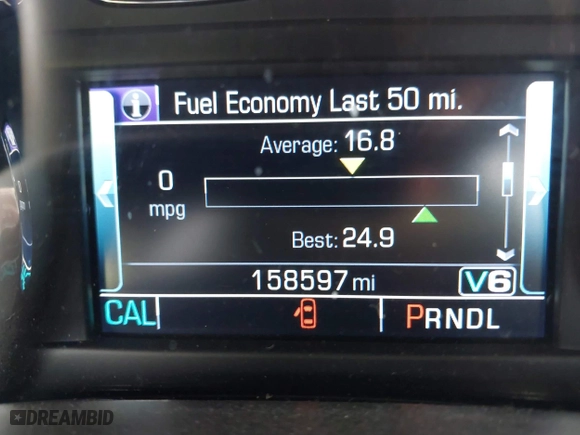 i Fuel Economy Last 50 mi.
Average: 16.8
0
mpg
Best: 24.9
158597 mi V6
CAL PRNDL
DREAMBID